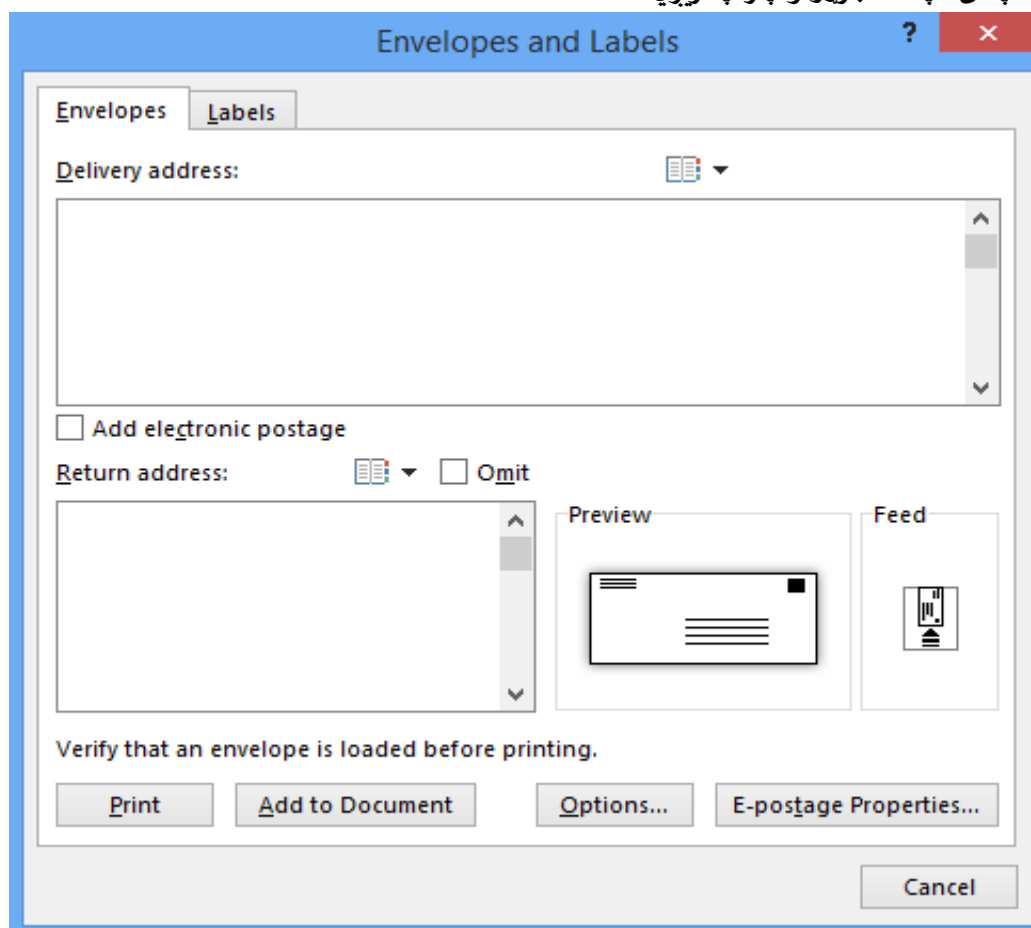 Envelopes and Labels
?
Envelopes
Labels
Delivery address:
Add electronic postage
Return address:
Omit
Preview
Feed
Verify that an envelope is loaded before printing.
Print
Add to Document
Options...
E-postage Properties...
Cancel